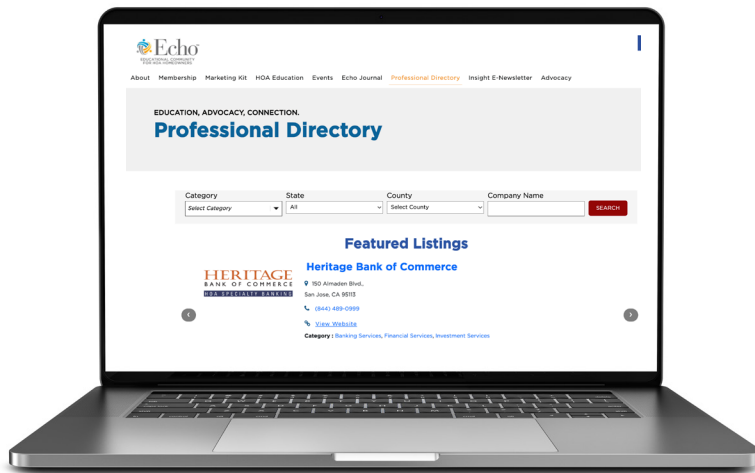 Echo
EDUCATIONAL COMMUNITY
FOR HOA HOMEOWNERS
About Membership Marketing Kit HOA Education Events Echo Journal Professional Directory Insight E-Newsletter Advocacy
EDUCATION, ADVOCACY, CONNECTION.
Professional Directory
Category State County Company Name
Select Category All Select County SEARCH
Featured Listings
HERITAGE
BANK OF COMMERCE
HOA SPECIALTY BANKING
Heritage Bank of Commerce
150 Almaden Blvd.,
San Jose, CA 95113
(844) 489-0999
View Website
Category : Banking Services, Financial Services, Investment Services